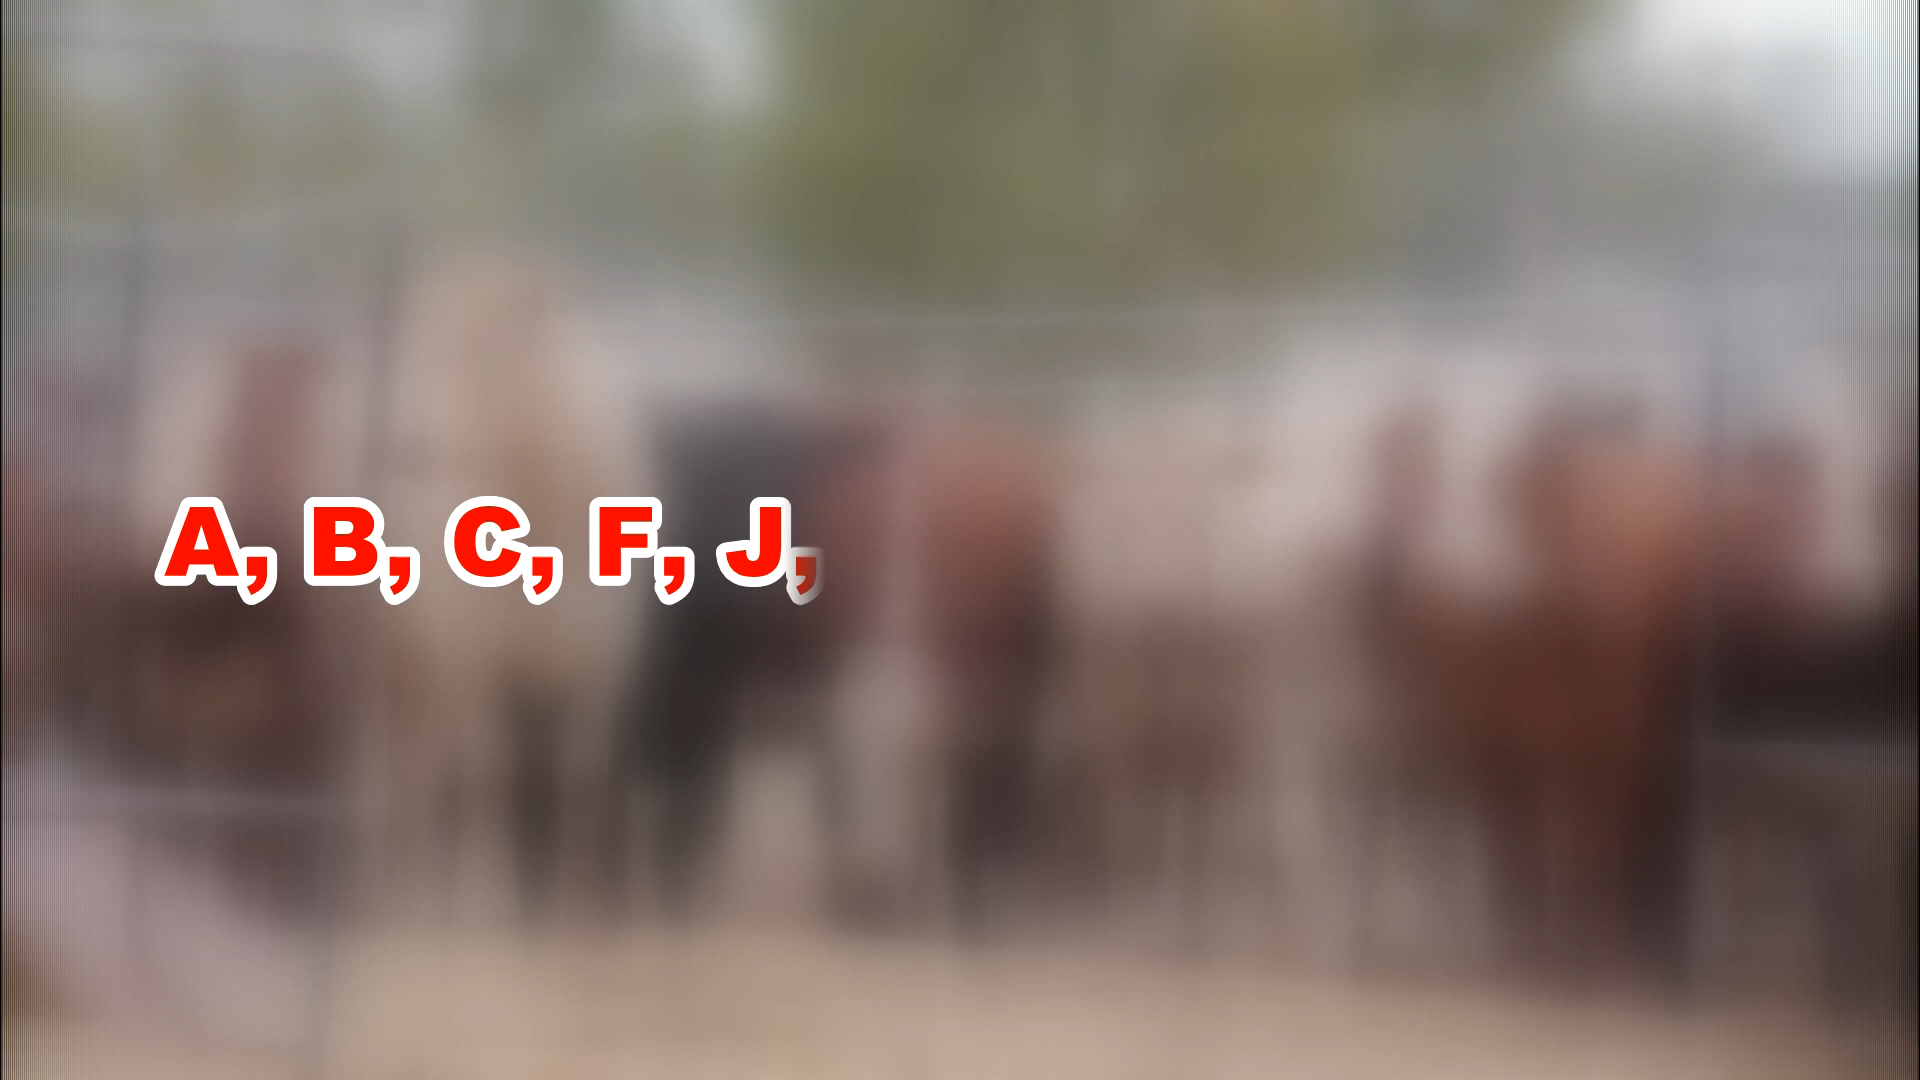 A, B, C, F, J,